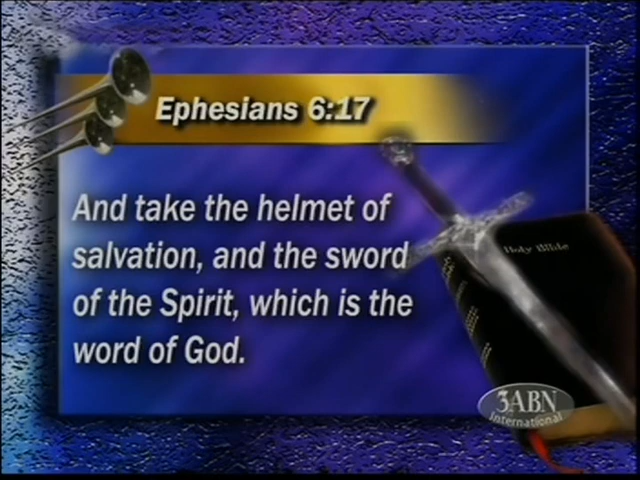 Ephesians 6:17
And take the helmet of
salvation, and the sword
of the Spirit, which is the
word of God.
Holy Bible
3ABN
International